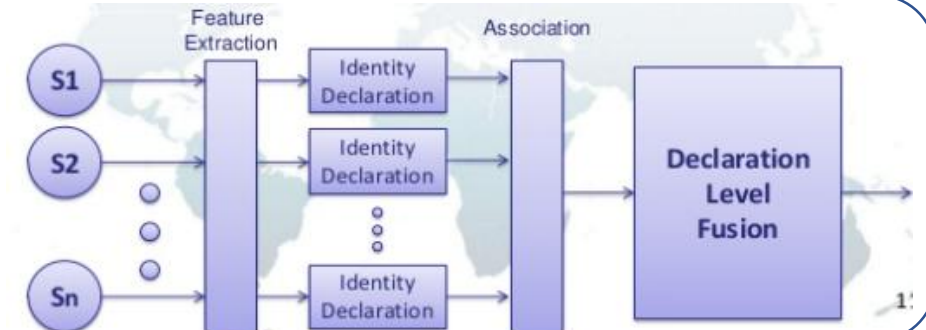 Feature
Extraction
Association
S1
Identity
Declaration
S2
Identity
Declaration
Declaration
Level
Fusion
Sn
Identity
Declaration